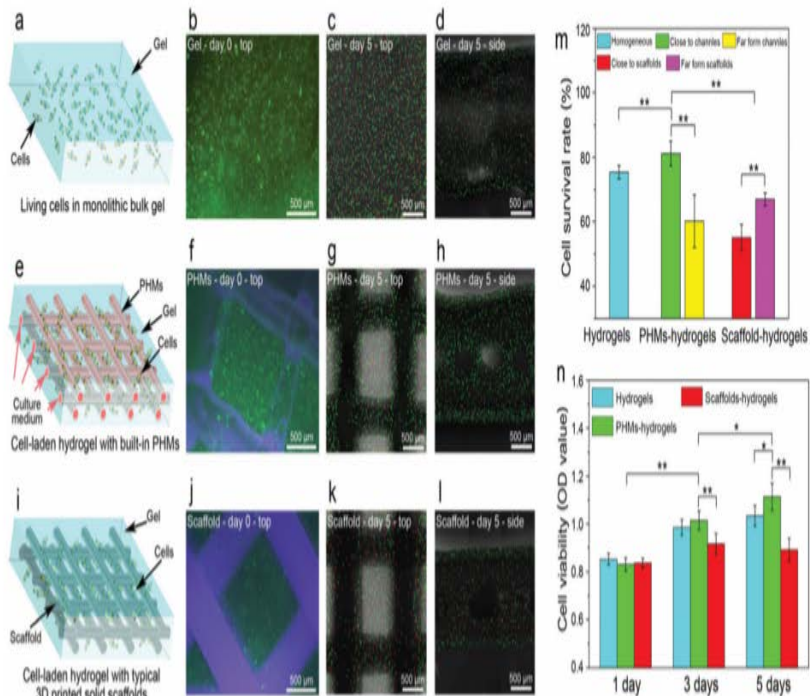 a
Gel
Cells
Living cells in monolithic bulk gel
b
Gel - day 0 - top
500 μm
c
Gel - day 5 - top
500 μm
d
Gel - day 5 - side
500 μm
e
PHMs
Gel
Cells
Culture
medium
Cell-laden hydrogel with built-in PHMs
f
PHMs - day 0 - top
500 μm
g
PHMs - day 5 - top
500 μm
h
PHMs - day 5 - side
500 μm
i
Gel
Cells
Scaffold
Cell-laden hydrogel with typical
3D printed solid scaffolds
j
Scaffold - day 0 - top
500 μm
k
Scaffold - day 5 - top
500 μm
l
Scaffold - day 5 - side
500 μm
m
Homogeneous
Close to channles
Far form channles
Close to scaffolds
Far form scaffolds
Cell survival rate (%)
120
100
80
60
40
**
**
**
**
Hydrogels
PHMs-hydrogels
Scaffold-hydrogels
n
Hydrogels
Scaffolds-hydrogels
PHMs-hydrogels
Cell viability (OD value)
1.6
1.4
1.2
1.0
0.8
0.6
0.4
**
**
*
*
**
1 day
3 days
5 days